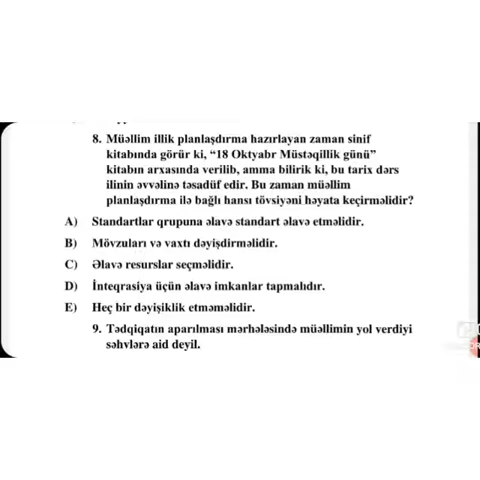 8. Müəllim illik planlaşdırma hazırlayan zaman sinif
kitabında görür ki, “18 Oktyabr Müstəqillik günü”
kitabın arxasında verilib, amma bilirik ki, bu tarix dərs
ilinin əvvəlinə təsadüf edir. Bu zaman müəllim
planlaşdırma ilə bağlı hansı tövsiyəni həyata keçirməlidir?
A) Standartlar qrupuna əlavə standart əlavə etməlidir.
B) Mövzuları və vaxtı dəyişdirməlidir.
C) Əlavə resurslar seçməlidir.
D) İnteqrasiya üçün əlavə imkanlar tapmalıdır.
E) Heç bir dəyişiklik etməməlidir.
9. Tədqiqatın aparılması mərhələsində müəllimin yol verdiyi
səhvlərə aid deyil.